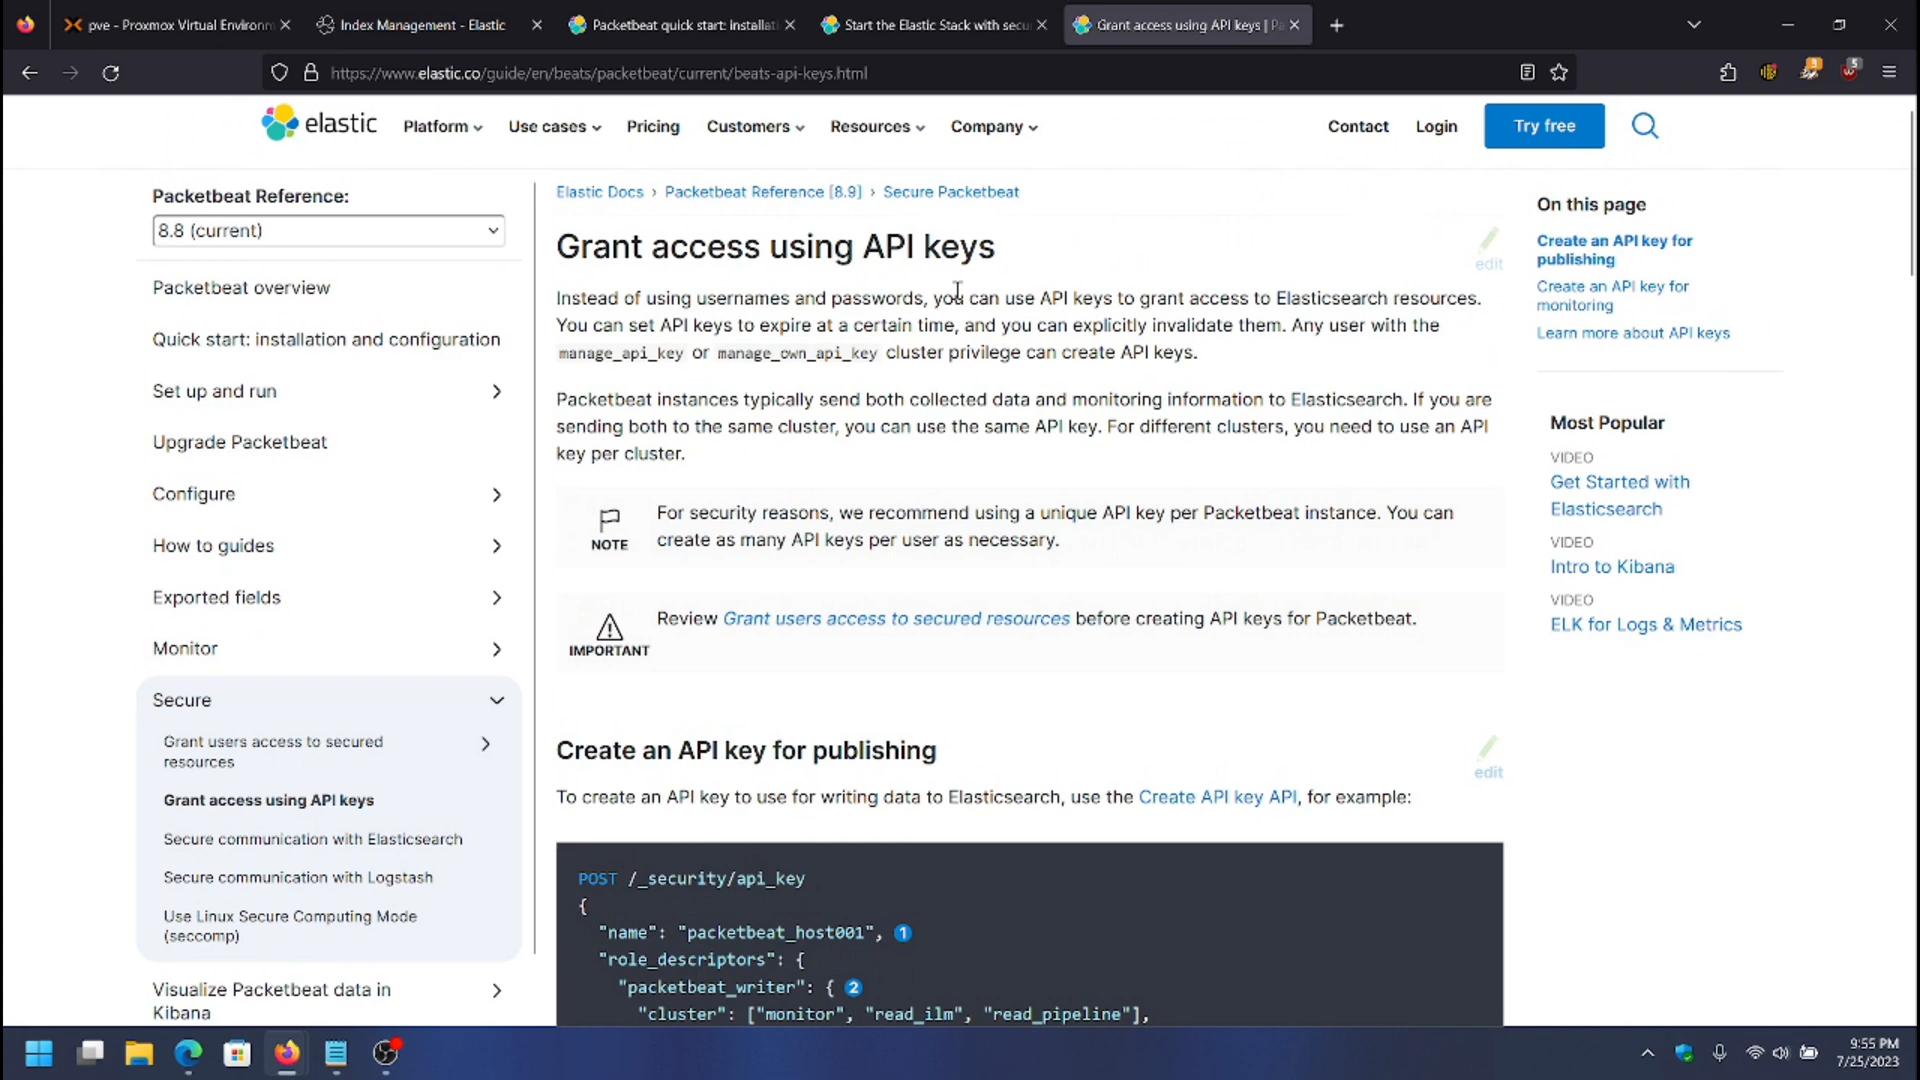 pve - Proxmox Virtual Environm
Index Management - Elastic
Packetbeat quick start: installati
Start the Elastic Stack with secu
Grant access using API keys | Pa
https://www.elastic.co/guide/en/beats/packetbeat/current/beats-api-keys.html
3
5
elastic
Platform
Use cases
Pricing
Customers
Resources
Company
Contact
Login
Try free
Packetbeat Reference:
8.8 (current)
Packetbeat overview
Quick start: installation and configuration
Set up and run
Upgrade Packetbeat
Configure
How to guides
Exported fields
Monitor
Secure
Grant users access to secured
resources
Grant access using API keys
Secure communication with Elasticsearch
Secure communication with Logstash
Use Linux Secure Computing Mode
(seccomp)
Visualize Packetbeat data in
Kibana
Elastic Docs › Packetbeat Reference [8.9] › Secure Packetbeat
Grant access using API keys
edit
Instead of using usernames and passwords, you can use API keys to grant access to Elasticsearch resources.
You can set API keys to expire at a certain time, and you can explicitly invalidate them. Any user with the
manage_api_key or manage_own_api_key cluster privilege can create API keys.
Packetbeat instances typically send both collected data and monitoring information to Elasticsearch. If you are
sending both to the same cluster, you can use the same API key. For different clusters, you need to use an API
key per cluster.
NOTE
For security reasons, we recommend using a unique API key per Packetbeat instance. You can
create as many API keys per user as necessary.
IMPORTANT
Review Grant users access to secured resources before creating API keys for Packetbeat.
Create an API key for publishing
edit
To create an API key to use for writing data to Elasticsearch, use the Create API key API, for example:
POST /_security/api_key
{
"name": "packetbeat_host001", 1
"role_descriptors": {
"packetbeat_writer": { 2
"cluster": ["monitor", "read_ilm", "read_pipeline"],
On this page
Create an API key for
publishing
Create an API key for
monitoring
Learn more about API keys
Most Popular
VIDEO
Get Started with
Elasticsearch
VIDEO
Intro to Kibana
VIDEO
ELK for Logs & Metrics
9:55 PM
7/25/2023